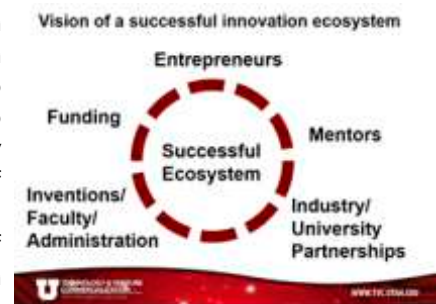 Vision of a successful innovation ecosystem
Entrepreneurs
Funding
Mentors
Successful
Ecosystem
Inventions/
Faculty/
Administration
Industry/
University
Partnerships
U